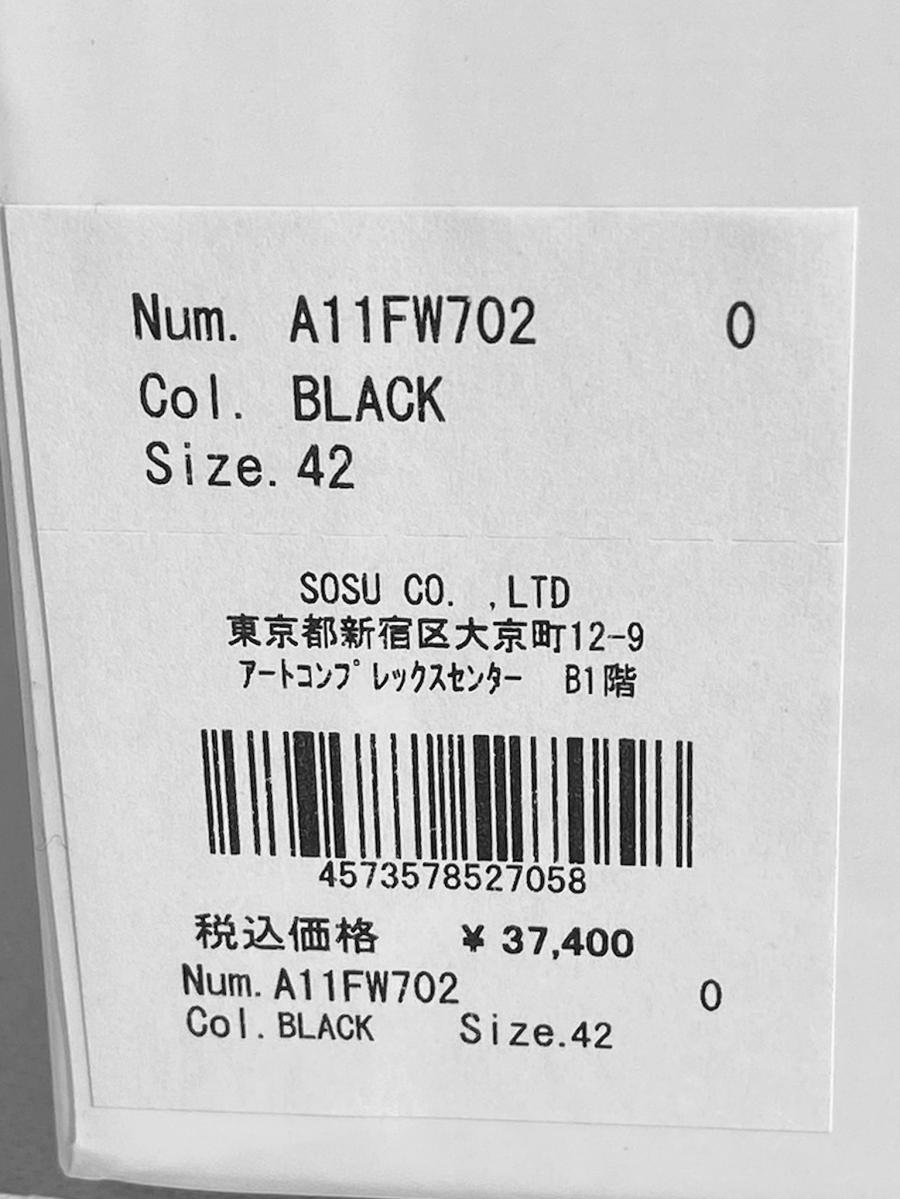 Num. A11FW702 0
Col. BLACK
Size. 42
SOSU CO. ,LTD
東京都新宿区大京町12-9
ｱｰﾄｺﾝﾌﾟﾚｯｸｽｾﾝﾀｰ B1階
4573578527058
税込価格 ¥ 37,400
Num. A11FW702 0
Col. BLACK Size. 42